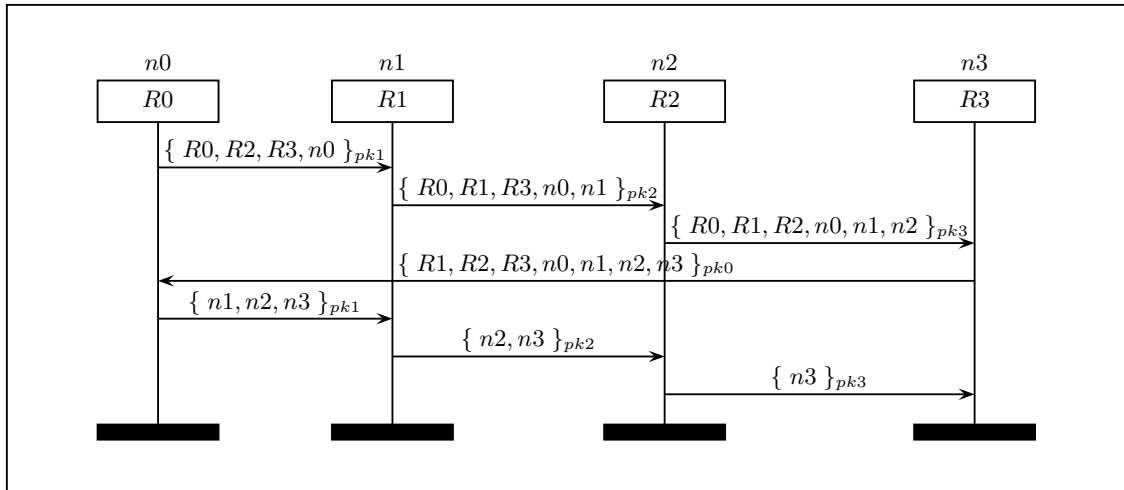 n0 n1 n2 n3
R0 R1 R2 R3
{ R0, R2, R3, n0 }pk1
{ R0, R1, R3, n0, n1 }pk2
{ R0, R1, R2, n0, n1, n2 }pk3
{ R1, R2, R3, n0, n1, n2, n3 }pk0
{ n1, n2, n3 }pk1
{ n2, n3 }pk2
{ n3 }pk3